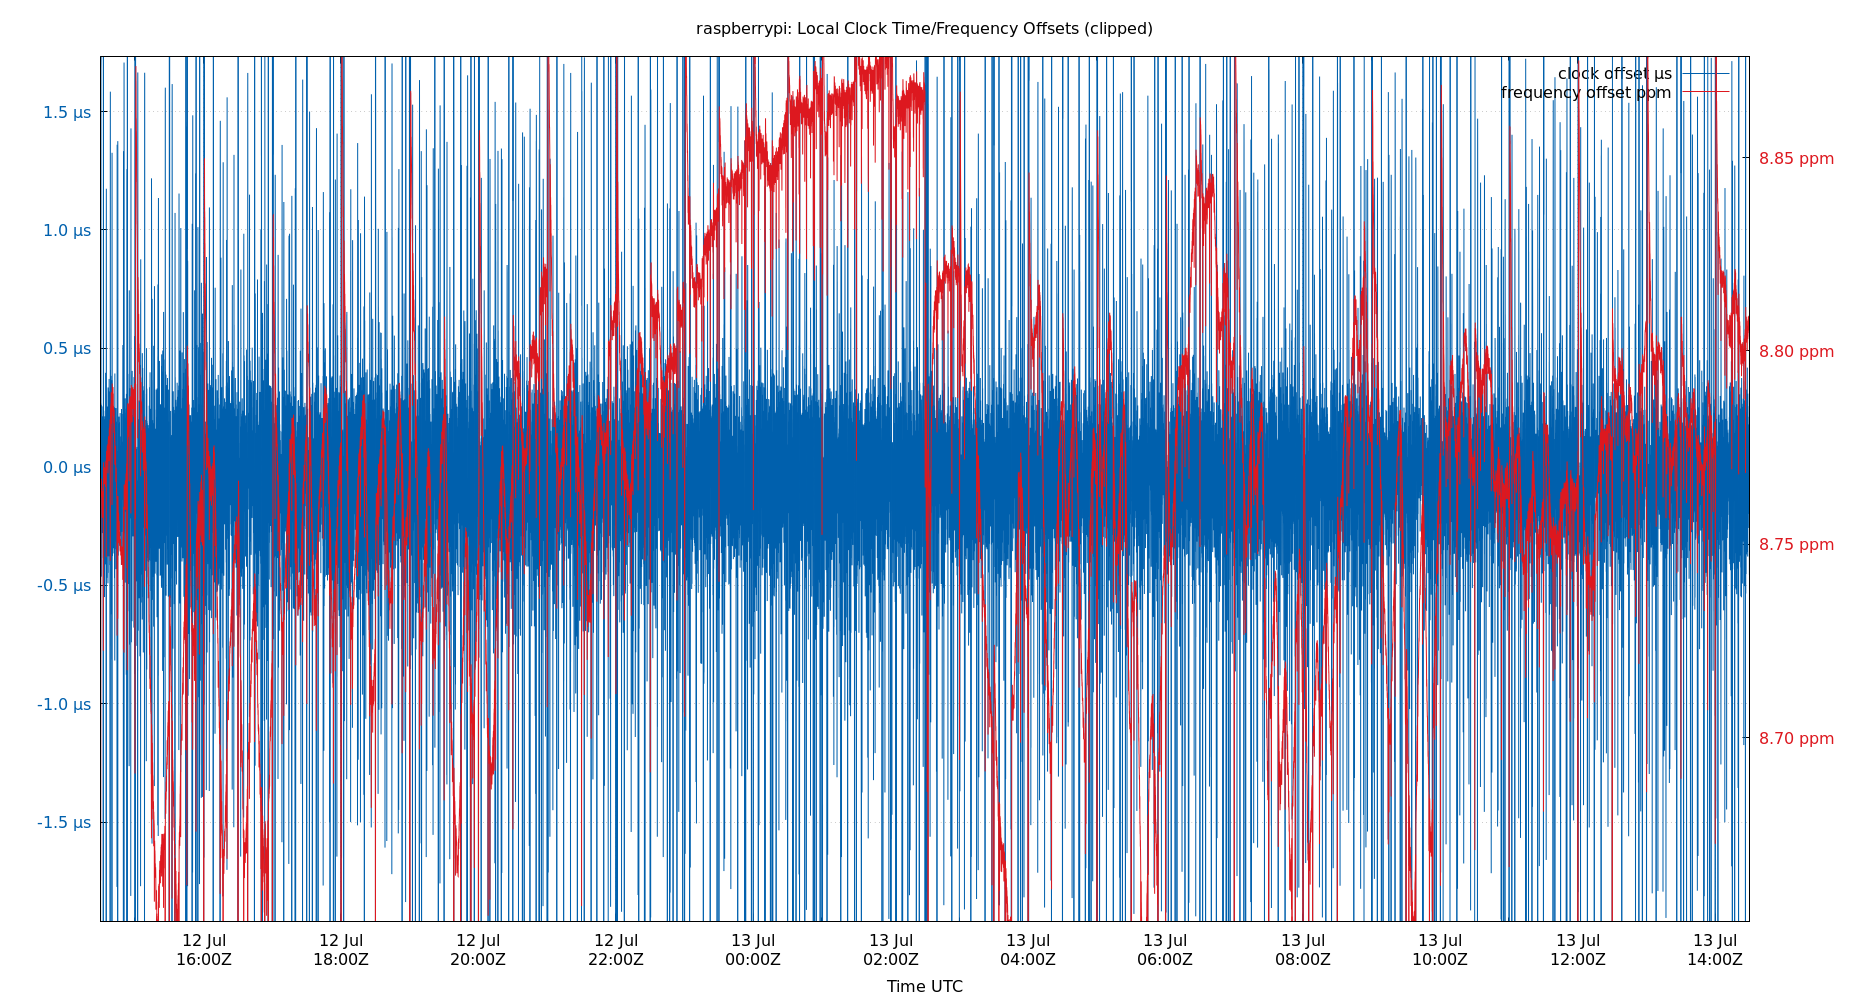 raspberrypi: Local Clock Time/Frequency Offsets (clipped)
clock offset µs
frequency offset ppm
1.5 µs
1.0 µs
0.5 µs
0.0 µs
-0.5 µs
-1.0 µs
-1.5 µs
8.85 ppm
8.80 ppm
8.75 ppm
8.70 ppm
12 Jul 12 Jul 12 Jul 12 Jul 13 Jul 13 Jul 13 Jul 13 Jul 13 Jul 13 Jul 13 Jul 13 Jul
16:00Z 18:00Z 20:00Z 22:00Z 00:00Z 02:00Z 04:00Z 06:00Z 08:00Z 10:00Z 12:00Z 14:00Z
Time UTC